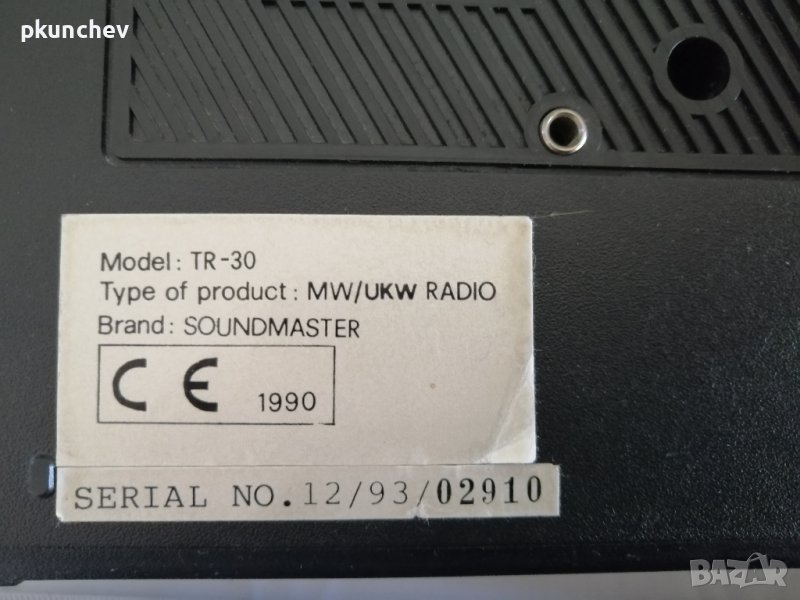 pkunchev
Model: TR-30
Type of product: MW/UKW RADIO
Brand: SOUNDMASTER
CE 1990
SERIAL NO. 12/93/02910
BAZAR